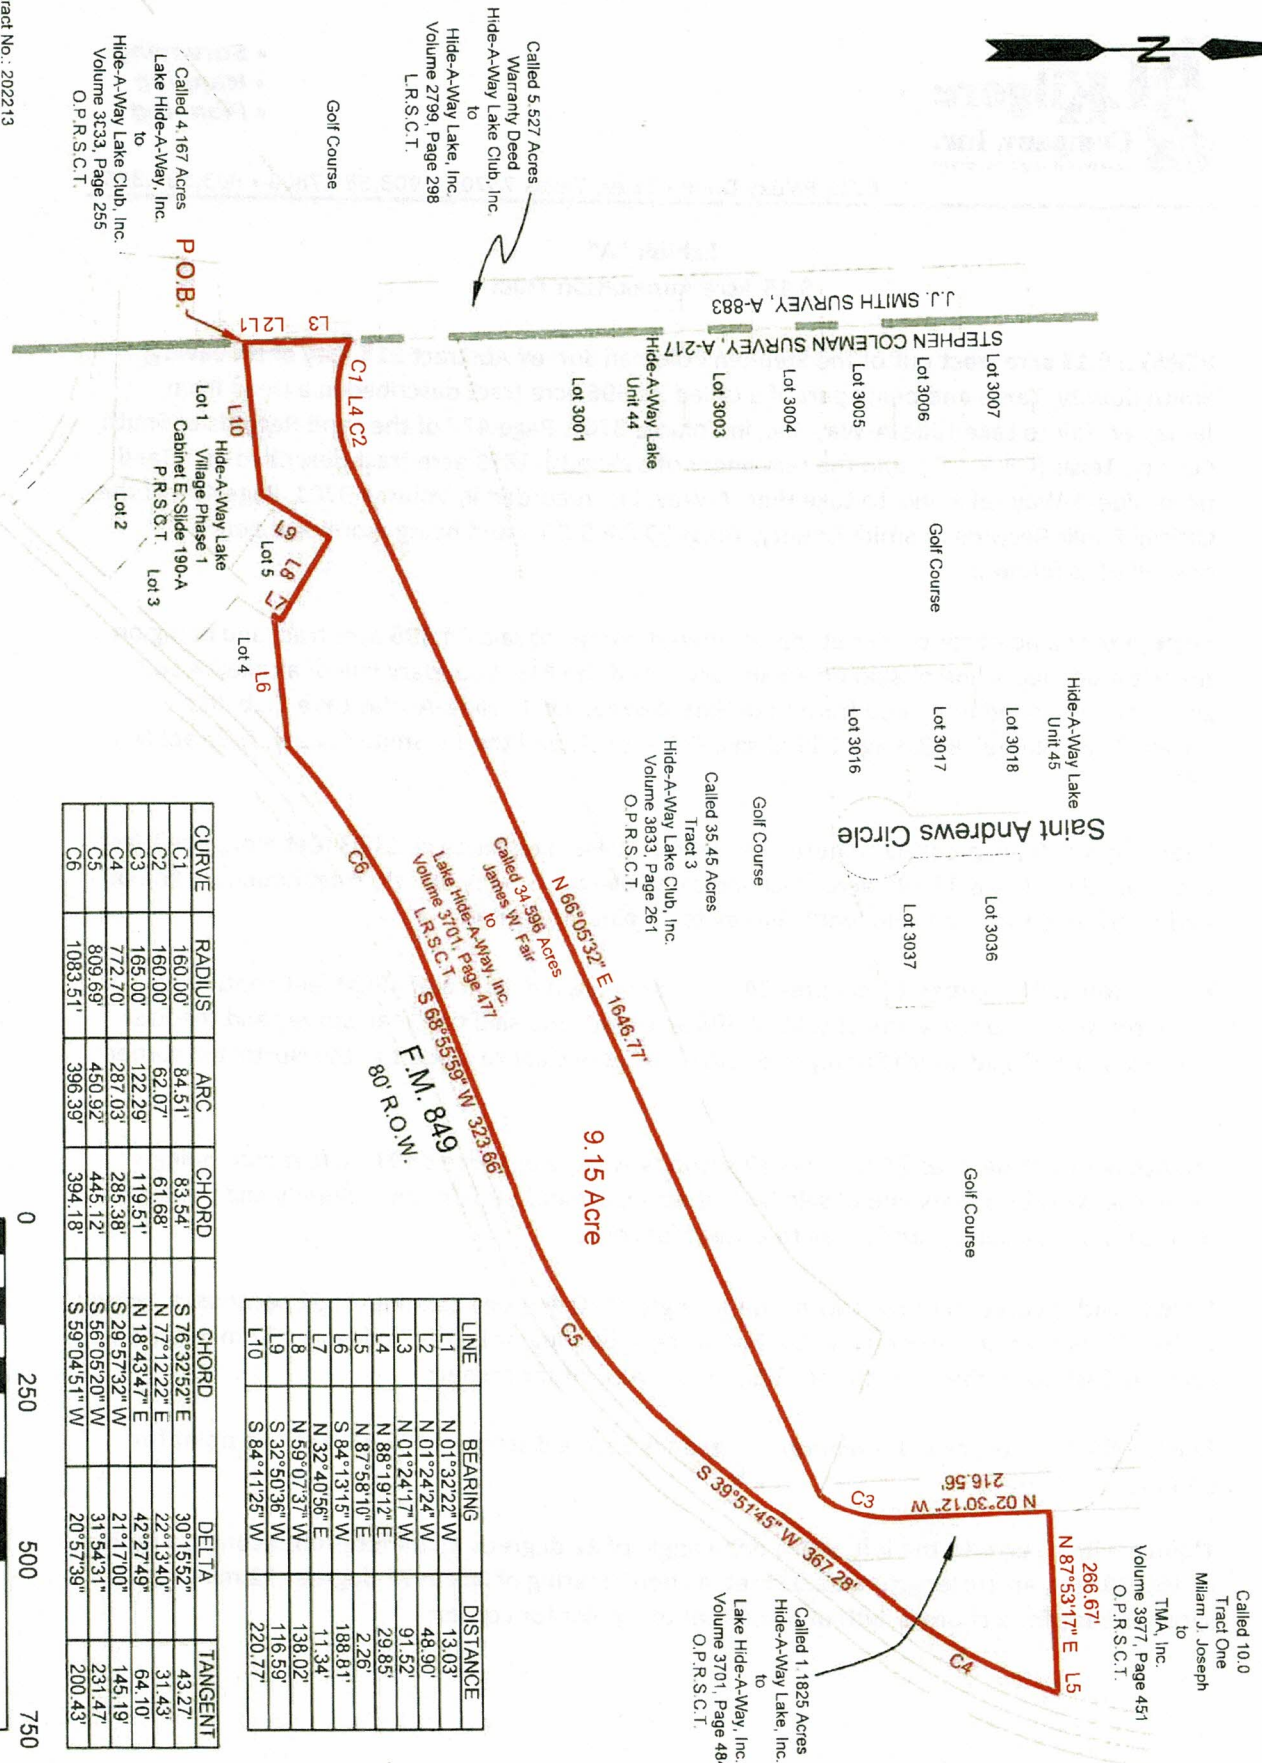 N
Called 10.0
Tract One
Milam J. Joseph
to
TMA, Inc.
Volume 3977, Page 451
O.P.R.S.C.T.
266.67'
N 87°53'17" E L5
N 02°30'12" W
216.56'
C3
C4
Called 1.1825 Acres
Hide-A-Way Lake, Inc.
to
Lake Hide-A-Way, Inc.
Volume 3701, Page 48
O.P.R.S.C.T.
J.J. SMITH SURVEY, A-883
STEPHEN COLEMAN SURVEY, A-217
Lot 3007
Lot 3006
Lot 3005
Lot 3004
Lot 3003
Hide-A-Way Lake
Unit 44
Lot 3001
Golf Course
Hide-A-Way Lake
Unit 45
Lot 3018
Lot 3017
Lot 3016
Saint Andrews Circle
Lot 3036
Lot 3037
Golf Course
Golf Course
Called 35.45 Acres
Tract 3
Hide-A-Way Lake Club, Inc.
Volume 3833, Page 261
O.P.R.S.C.T.
Called 5.527 Acres
Warranty Deed
Hide-A-Way Lake Club, Inc.
to
Hide-A-Way Lake, Inc.
Volume 2799, Page 298
L.R.S.C.T.
Golf Course
Called 4.167 Acres
Lake Hide-A-Way, Inc.
to
Hide-A-Way Lake Club, Inc.
Volume 3033, Page 255
O.P.R.S.C.T.
P.O.B.
L3
L2 L1
C1 L4 C2
N 66°05'32" E 1646.77'
Called 34.596 Acres
James W. Fair
to
Lake Hide-A-Way, Inc.
Volume 3701, Page 477
L.R.S.C.T.
9.15 Acre
L10
L9
L8
L7
L6
C6
S 68°55'59" W 323.66'
C5
S 39°51'45" W 367.28'
F.M. 849
80' R.O.W.
Hide-A-Way Lake
Village Phase 1
Cabinet E, Slide 190-A
P.R.S.C.T.
Lot 1
Lot 2
Lot 3
Lot 4
Lot 5
LINE BEARING DISTANCE
L1 N 01°32'22" W 13.03'
L2 N 01°24'24" W 48.90'
L3 N 01°24'17" W 91.52'
L4 N 88°19'12" E 29.85'
L5 N 87°58'10" E 2.26'
L6 S 84°13'15" W 188.81'
L7 N 32°40'56" E 11.34'
L8 N 59°07'37" W 138.02'
L9 S 32°50'36" W 116.59'
L10 S 84°11'25" W 220.77'
CURVE RADIUS ARC CHORD CHORD DELTA TANGENT
C1 160.00' 84.51' 83.54' S 76°32'52" E 30°15'52" 43.27'
C2 160.00' 62.07' 61.68' N 77°12'22" E 22°13'40" 31.43'
C3 165.00' 122.29' 119.51' N 18°43'47" E 42°27'49" 64.10'
C4 772.70' 287.03' 285.38' S 29°57'32" W 21°17'00" 145.19'
C5 809.69' 450.92' 445.12' S 56°05'20" W 31°54'31" 231.47'
C6 1083.51' 396.39' 394.18' S 59°04'51" W 20°57'39" 200.43'
0 250 500 750
ract No.: 202213